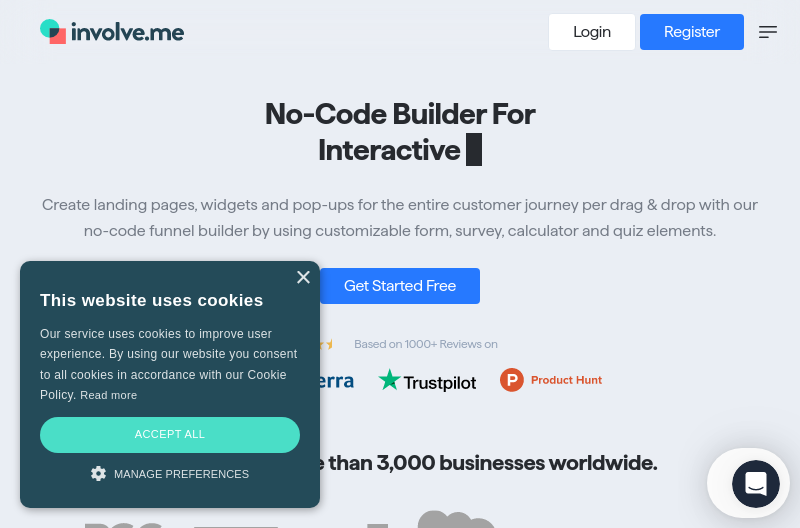 involve.me
Login
Register
No-Code Builder For
Interactive
Create landing pages, widgets and pop-ups for the entire customer journey per drag & drop with our
no-code funnel builder by using customizable form, survey, calculator and quiz elements.
Get Started Free
×
This website uses cookies
Our service uses cookies to improve user
experience. By using our website you consent
to all cookies in accordance with our Cookie
Policy. Read more
ACCEPT ALL
MANAGE PREFERENCES
Based on 1000+ Reviews on
erra
Trustpilot
P Product Hunt
than 3,000 businesses worldwide.